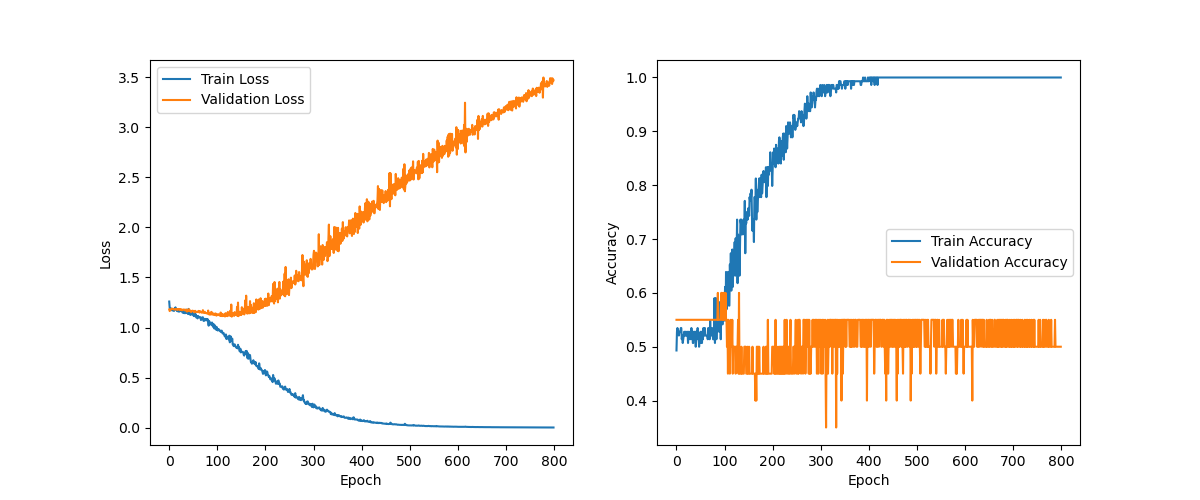 Train Loss
Validation Loss
3.5
3.0
2.5
2.0
1.5
1.0
0.5
0.0
Loss
0 100 200 300 400 500 600 700 800
Epoch
1.0
0.9
0.8
0.7
0.6
0.5
0.4
Accuracy
Train Accuracy
Validation Accuracy
0 100 200 300 400 500 600 700 800
Epoch